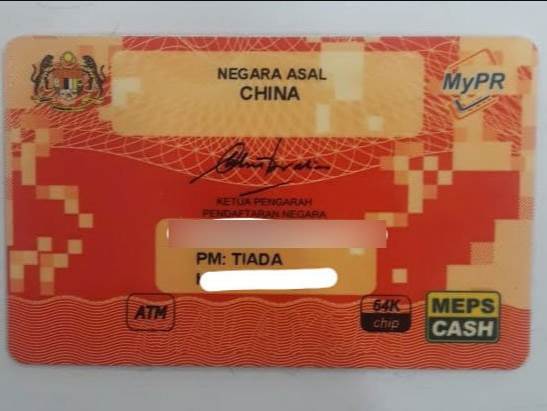 NEGARA ASAL
CHINA
MyPR
KETUA PENGARAH
PENDAFTARAN NEGARA
PM: TIADA
ATM
64K
chip
MEPS
CASH